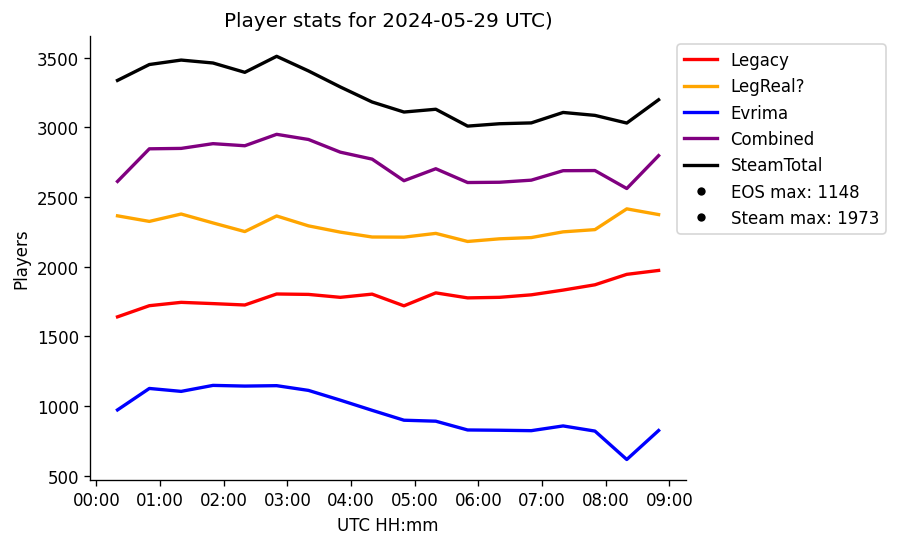 Player stats for 2024-05-29 UTC)
3500
3000
2500
2000
1500
1000
500
Players
00:00 01:00 02:00 03:00 04:00 05:00 06:00 07:00 08:00 09:00
UTC HH:mm
Legacy
LegReal?
Evrima
Combined
SteamTotal
EOS max: 1148
Steam max: 1973